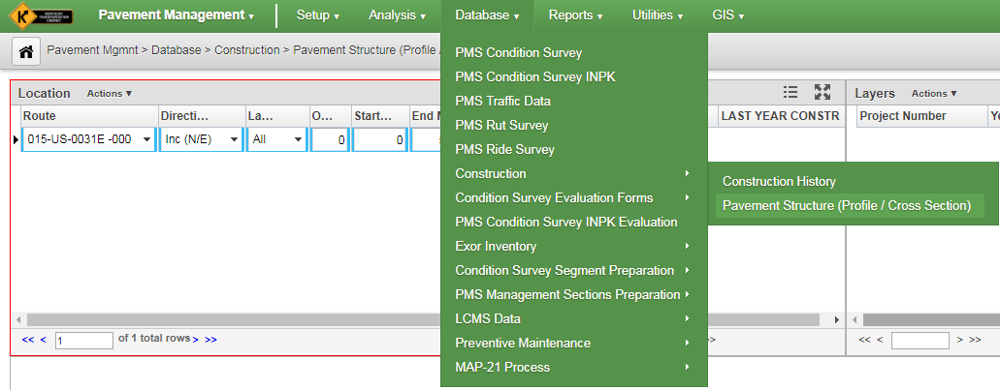 KENTUCKY TRANSPORTATION CABINET
Pavement Management Setup Analysis Database Reports Utilities GIS
Pavement Mgmnt > Database > Construction > Pavement Structure (Profile /
Location Actions
Route Directi... La... O... Start... End M
015-US-0031E -000 Inc (N/E) All 0 0
<< < 1 of 1 total rows > >>
PMS Condition Survey
PMS Condition Survey INPK
PMS Traffic Data
PMS Rut Survey
PMS Ride Survey
Construction
Condition Survey Evaluation Forms
PMS Condition Survey INPK Evaluation
Exor Inventory
Condition Survey Segment Preparation
PMS Management Sections Preparation
LCMS Data
Preventive Maintenance
MAP-21 Process
Construction History
Pavement Structure (Profile / Cross Section)
LAST YEAR CONSTR
>>
Layers Actions
Project Number Ye
<< < > >>